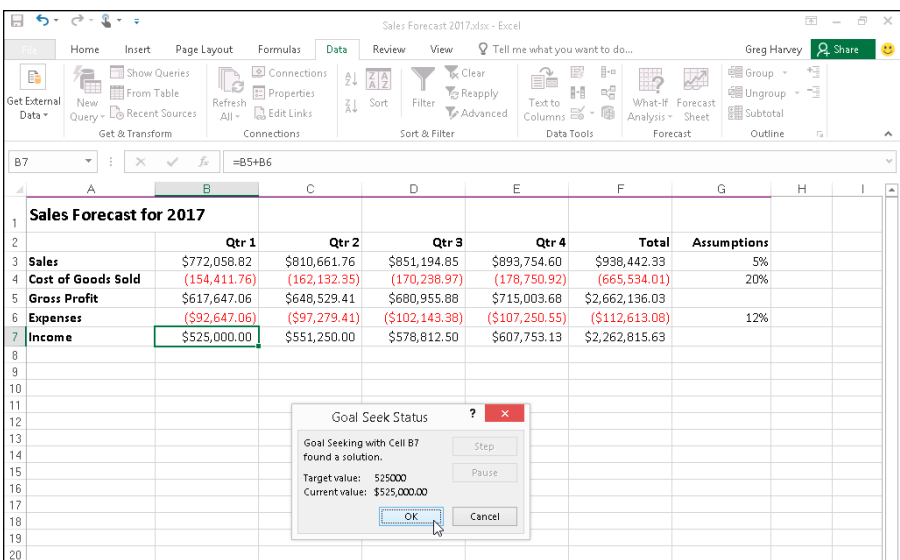 Sales Forecast 2017.xlsx - Excel
File Home Insert Page Layout Formulas Data Review View Tell me what you want to do... Greg Harvey Share
Get External Data
New Query
Show Queries
From Table
Recent Sources
Get & Transform
Refresh All
Connections
Properties
Edit Links
Connections
Sort
Filter
Clear
Reapply
Advanced
Sort & Filter
Text to Columns
Data Tools
What-If Analysis
Forecast Sheet
Forecast
Group
Ungroup
Subtotal
Outline
B7 fx =B5+B6
A B C D E F G H I
1 Sales Forecast for 2017
2 Qtr 1 Qtr 2 Qtr 3 Qtr 4 Total Assumptions
3 Sales $772,058.82 $810,661.76 $851,194.85 $893,754.60 $938,442.33 5%
4 Cost of Goods Sold (154,411.76) (162,132.35) (170,238.97) (178,750.92) (665,534.01) 20%
5 Gross Profit $617,647.06 $648,529.41 $680,955.88 $715,003.68 $2,662,136.03
6 Expenses ($92,647.06) ($97,279.41) ($102,143.38) ($107,250.55) ($112,613.08) 12%
7 Income $525,000.00 $551,250.00 $578,812.50 $607,753.13 $2,262,815.63
8
9
10
11
12
13
14
15
16
17
18
19
20
Goal Seek Status ?
Goal Seeking with Cell B7
found a solution.
Step
Pause
Target value: 525000
Current value: $525,000.00
OK Cancel